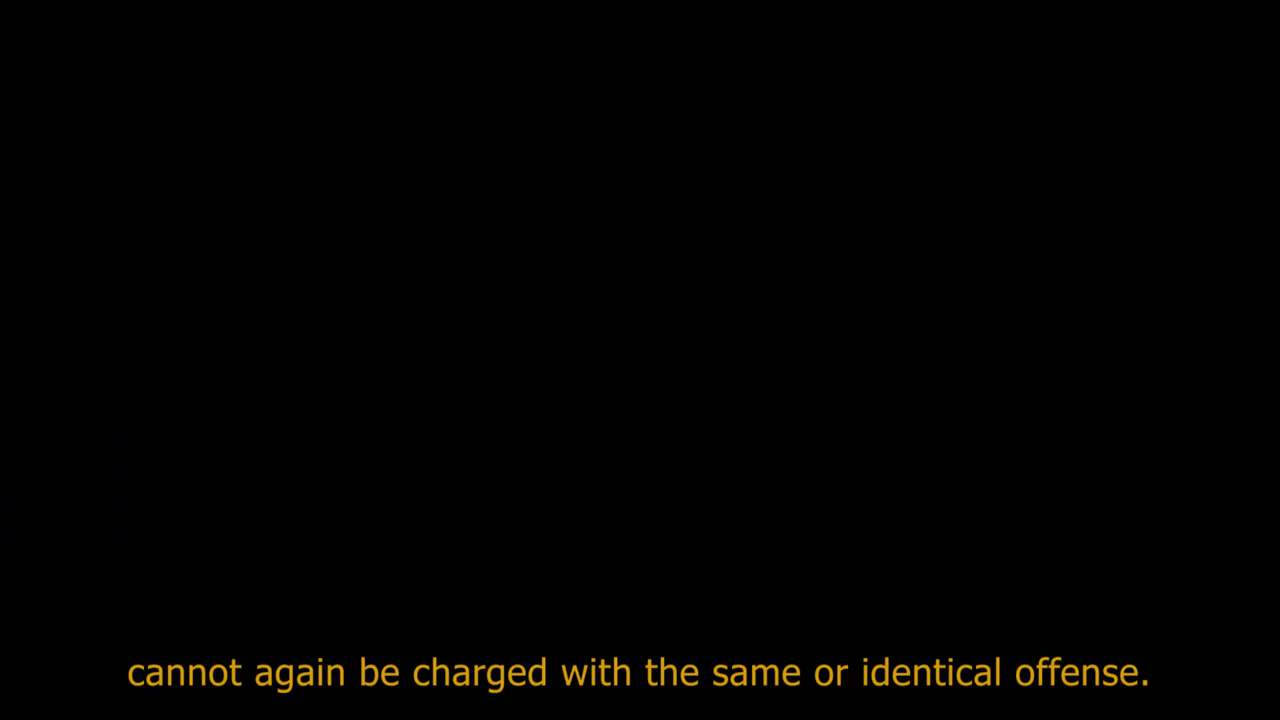 cannot again be charged with the same or identical offense.